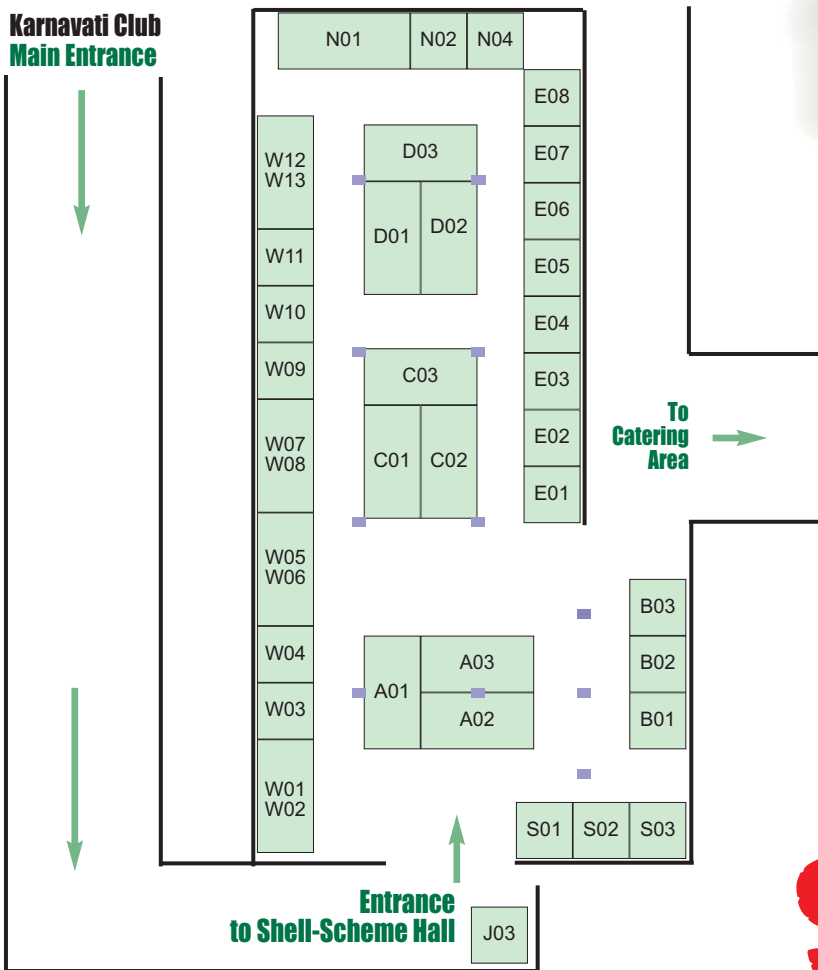 Karnavati Club
Main Entrance
N01
N02
N04
E08
E07
E06
E05
E04
E03
E02
E01
W12
W13
W11
W10
W09
W07
W08
W05
W06
W04
W03
W01
W02
D03
D01
D02
C03
C01
C02
To
Catering
Area
A01
A03
A02
B03
B02
B01
S01
S02
S03
Entrance
to Shell-Scheme Hall
J03